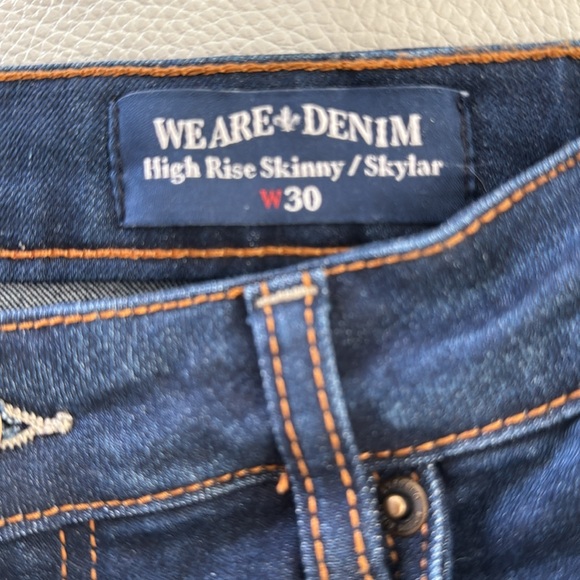 WE ARE DENIM
High Rise Skinny / Skylar
W30